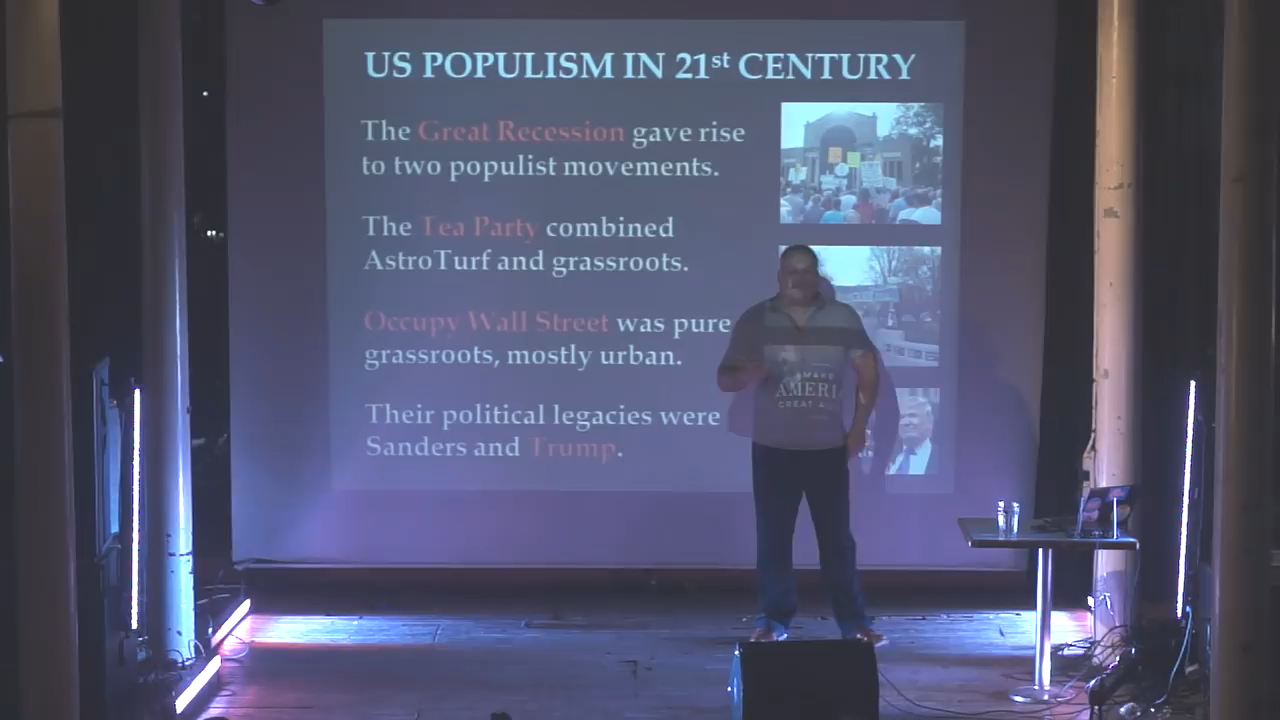 US POPULISM IN 21st CENTURY
The Great Recession gave rise
to two populist movements.
The Tea Party combined
AstroTurf and grassroots.
Occupy Wall Street was pure
grassroots, mostly urban.
Their political legacies were
Sanders and Trump.
MAKE
AMERI
GREAT A